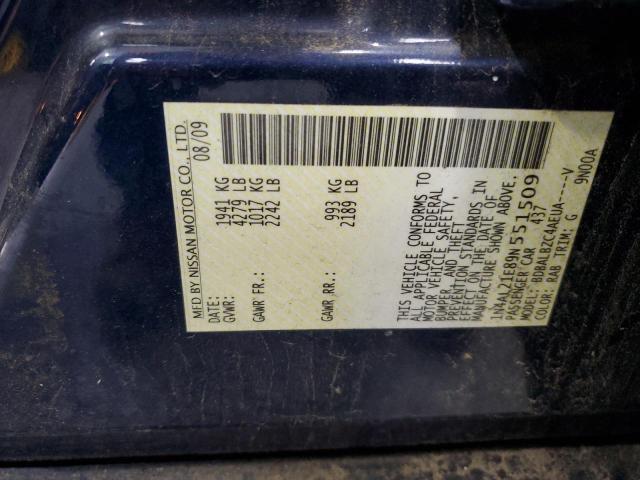 MFD BY NISSAN MOTOR CO., LTD.
DATE: 08/09
GVWR: 1941 KG
4279 LB
GAWR FR.: 1017 KG
2242 LB
GAWR RR.: 993 KG
2189 LB
THIS VEHICLE CONFORMS TO
ALL APPLICABLE FEDERAL
MOTOR VEHICLE SAFETY,
BUMPER AND THEFT
PREVENTION STANDARDS IN
EFFECT ON THE DATE OF
MANUFACTURE SHOWN ABOVE.
1N4AL21E89N551509
PASSENGER CAR 437
MODEL: BDBALBZC4AEUA----V
COLOR: RAB TRIM: G 9N00A